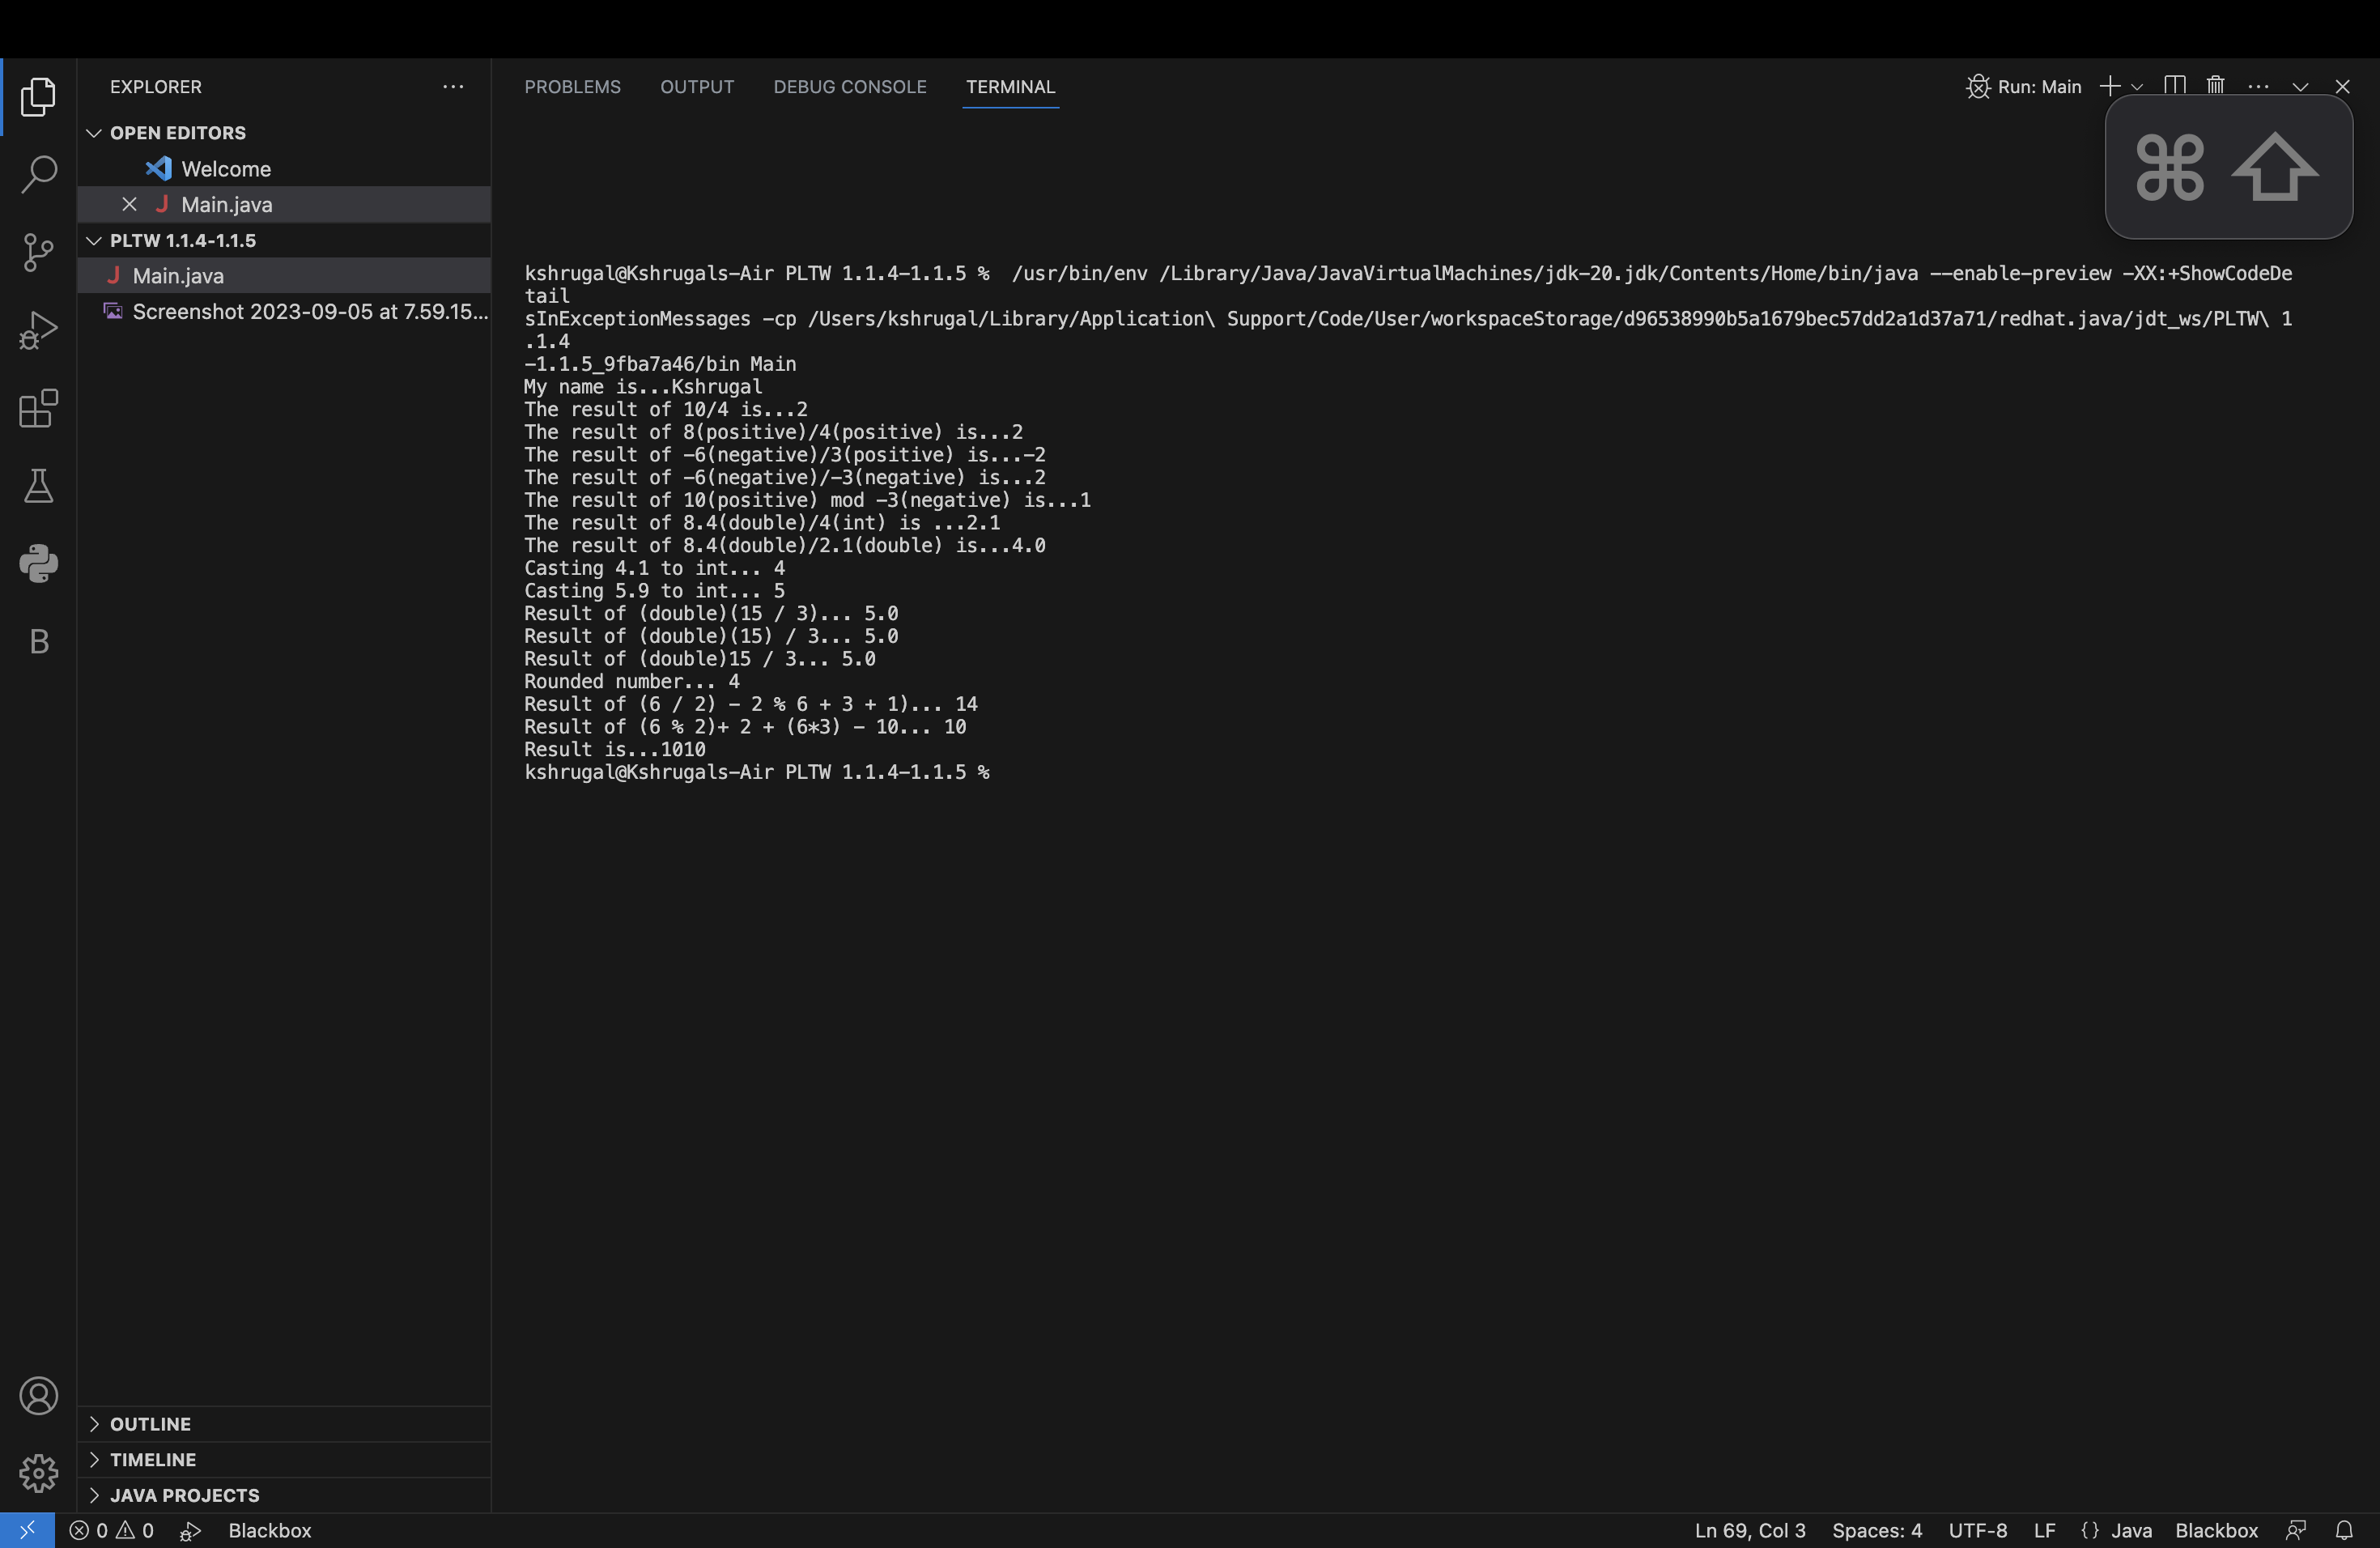 EXPLORER
PROBLEMS OUTPUT DEBUG CONSOLE TERMINAL
Run: Main
OPEN EDITORS
Welcome
Main.java
PLTW 1.1.4-1.1.5
Main.java
Screenshot 2023-09-05 at 7.59.15...
kshrugal@Kshrugals-Air PLTW 1.1.4-1.1.5 %  /usr/bin/env /Library/Java/JavaVirtualMachines/jdk-20.jdk/Contents/Home/bin/java --enable-preview -XX:+ShowCodeDe
tail
sInExceptionMessages -cp /Users/kshrugal/Library/Application\ Support/Code/User/workspaceStorage/d96538990b5a1679bec57dd2a1d37a71/redhat.java/jdt_ws/PLTW\ 1
.1.4
-1.1.5_9fba7a46/bin Main
My name is...Kshrugal
The result of 10/4 is...2
The result of 8(positive)/4(positive) is...2
The result of -6(negative)/3(positive) is...-2
The result of -6(negative)/-3(negative) is...2
The result of 10(positive) mod -3(negative) is...1
The result of 8.4(double)/4(int) is ...2.1
The result of 8.4(double)/2.1(double) is...4.0
Casting 4.1 to int... 4
Casting 5.9 to int... 5
Result of (double)(15 / 3)... 5.0
Result of (double)(15) / 3... 5.0
Result of (double)15 / 3... 5.0
Rounded number... 4
Result of (6 / 2) - 2 % 6 + 3 + 1)... 14
Result of (6 % 2)+ 2 + (6*3) - 10... 10
Result is...1010
kshrugal@Kshrugals-Air PLTW 1.1.4-1.1.5 %
B
OUTLINE
TIMELINE
JAVA PROJECTS
0 0 Blackbox
Ln 69, Col 3 Spaces: 4 UTF-8 LF {} Java Blackbox